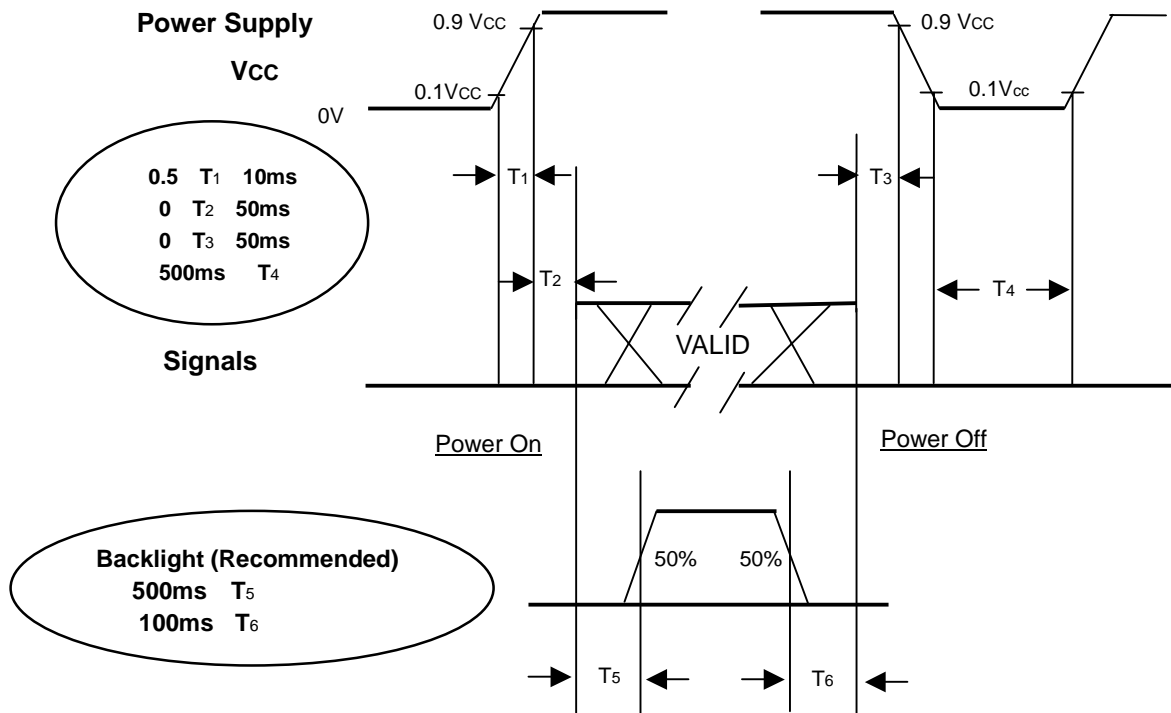 Power Supply
VCC
0.9 VCC
0.1VCC
0V
0.9 VCC
0.1Vcc
0.5 T1 10ms
0 T2 50ms
0 T3 50ms
500ms T4
T1
T3
T2
T4
VALID
Signals
Power On
Power Off
Backlight (Recommended)
500ms T5
100ms T6
50%
50%
T5
T6